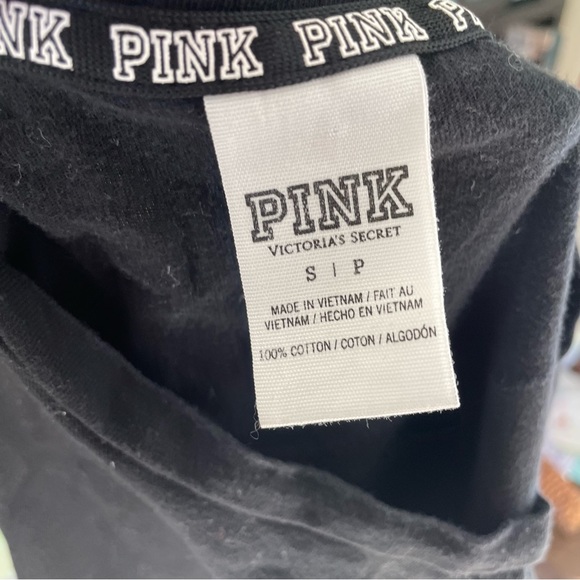 NK PINK PINK PINK
PINK
VICTORIA'S SECRET
S | P
MADE IN VIETNAM / FAIT AU
VIETNAM / HECHO EN VIETNAM
100% COTTON / COTON / ALGODÓN